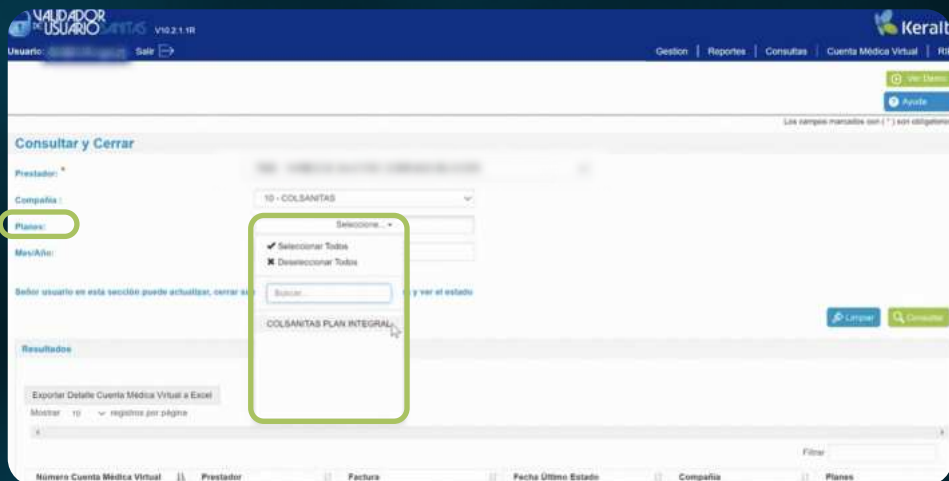 VALIDADOR
DE USUARIO SANITAS V10.2.1.1R
Keralt
Usuario: Salir
Gestion | Reportes | Consultas | Cuenta Médica Virtual | RI
Ver Demo
Ayuda
Los campos marcados con ( * ) son obligatorio
Consultar y Cerrar
Prestador: *
Compañia : 10 - COLSANITAS
Planes: Seleccione...
Mes/Año:
Seleccionar Todos
Deseleccionar Todos
Señor usuario en esta sección puede actualizar, cerrar su y ver el estado
Buscar...
COLSANITAS PLAN INTEGRAL
Limpiar Consultar
Resultados
Exportar Detalle Cuenta Médica Virtual a Excel
Mostrar 10 registros por página
Filtrar
Número Cuenta Médica Virtual Prestador Factura Fecha Último Estado Compañia Planes